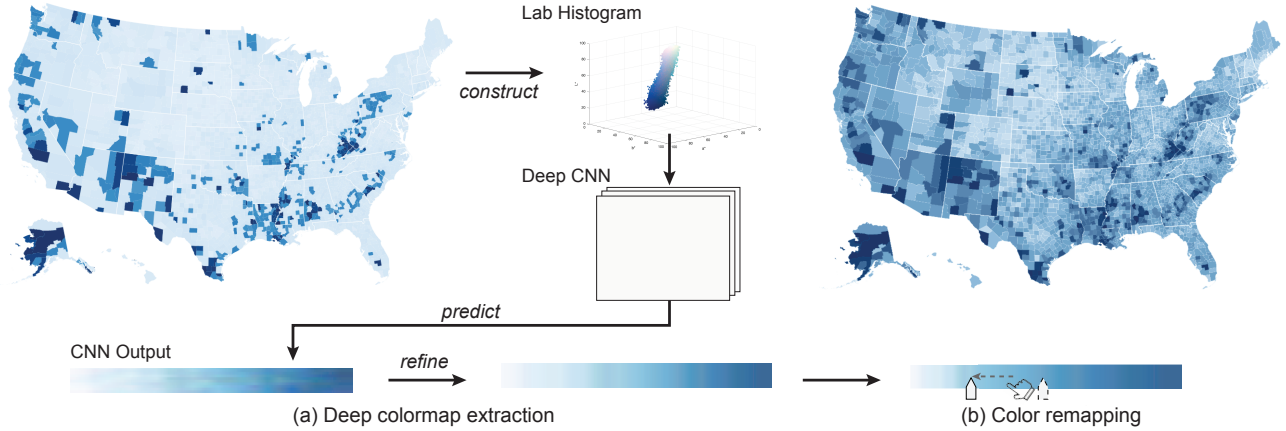 Lab Histogram
construct
Deep CNN
predict
CNN Output
refine
(a) Deep colormap extraction
(b) Color remapping